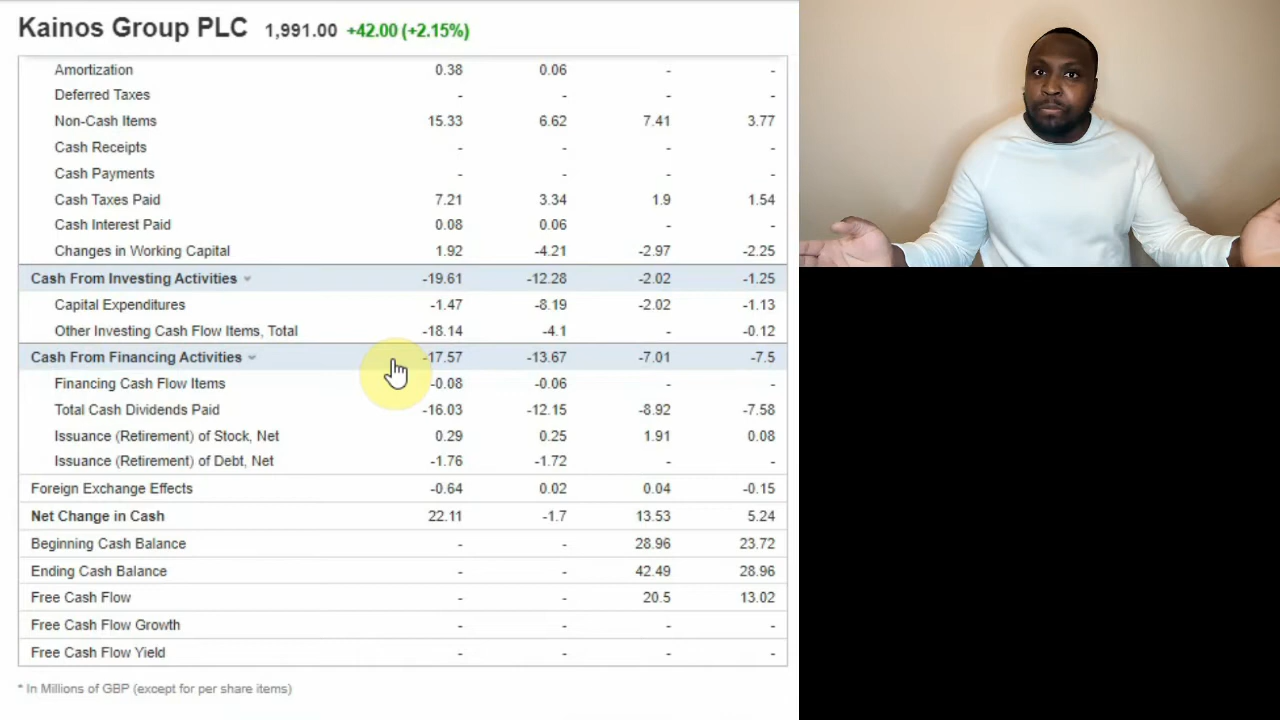 Kainos Group PLC 1,991.00 +42.00 (+2.15%)
Amortization 0.38 0.06 - -
Deferred Taxes - - - -
Non-Cash Items 15.33 6.62 7.41 3.77
Cash Receipts - - - -
Cash Payments - - - -
Cash Taxes Paid 7.21 3.34 1.9 1.54
Cash Interest Paid 0.08 0.06 - -
Changes in Working Capital 1.92 -4.21 -2.97 -2.25
Cash From Investing Activities -19.61 -12.28 -2.02 -1.25
Capital Expenditures -1.47 -8.19 -2.02 -1.13
Other Investing Cash Flow Items, Total -18.14 -4.1 - -0.12
Cash From Financing Activities -17.57 -13.67 -7.01 -7.5
Financing Cash Flow Items -0.08 -0.06 - -
Total Cash Dividends Paid -16.03 -12.15 -8.92 -7.58
Issuance (Retirement) of Stock, Net 0.29 0.25 1.91 0.08
Issuance (Retirement) of Debt, Net -1.76 -1.72 - -
Foreign Exchange Effects -0.64 0.02 0.04 -0.15
Net Change in Cash 22.11 -1.7 13.53 5.24
Beginning Cash Balance - - 28.96 23.72
Ending Cash Balance - - 42.49 28.96
Free Cash Flow - - 20.5 13.02
Free Cash Flow Growth - - - -
Free Cash Flow Yield - - - -
* In Millions of GBP (except for per share items)